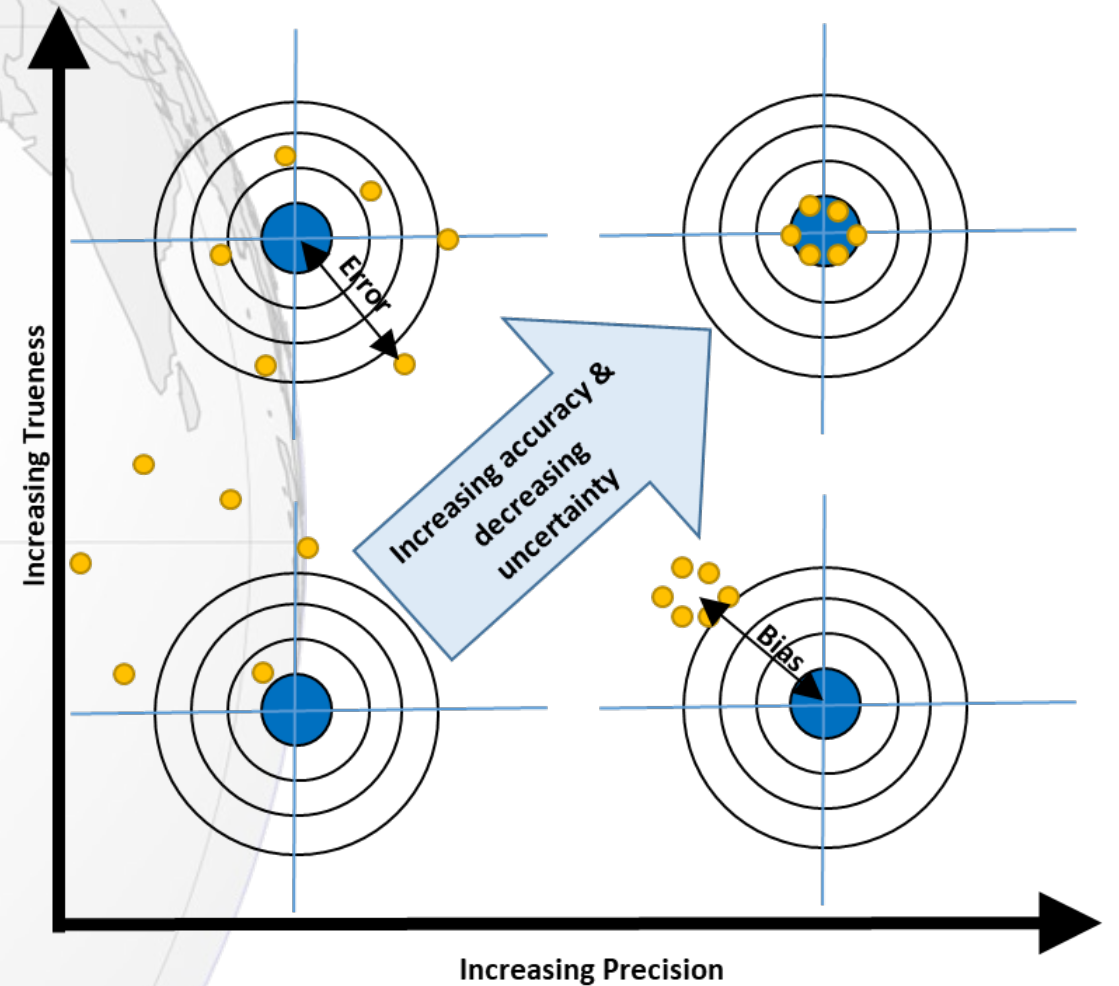 Error
Increasing Trueness
Increasing accuracy &
decreasing
uncertainty
Bias
Increasing Precision